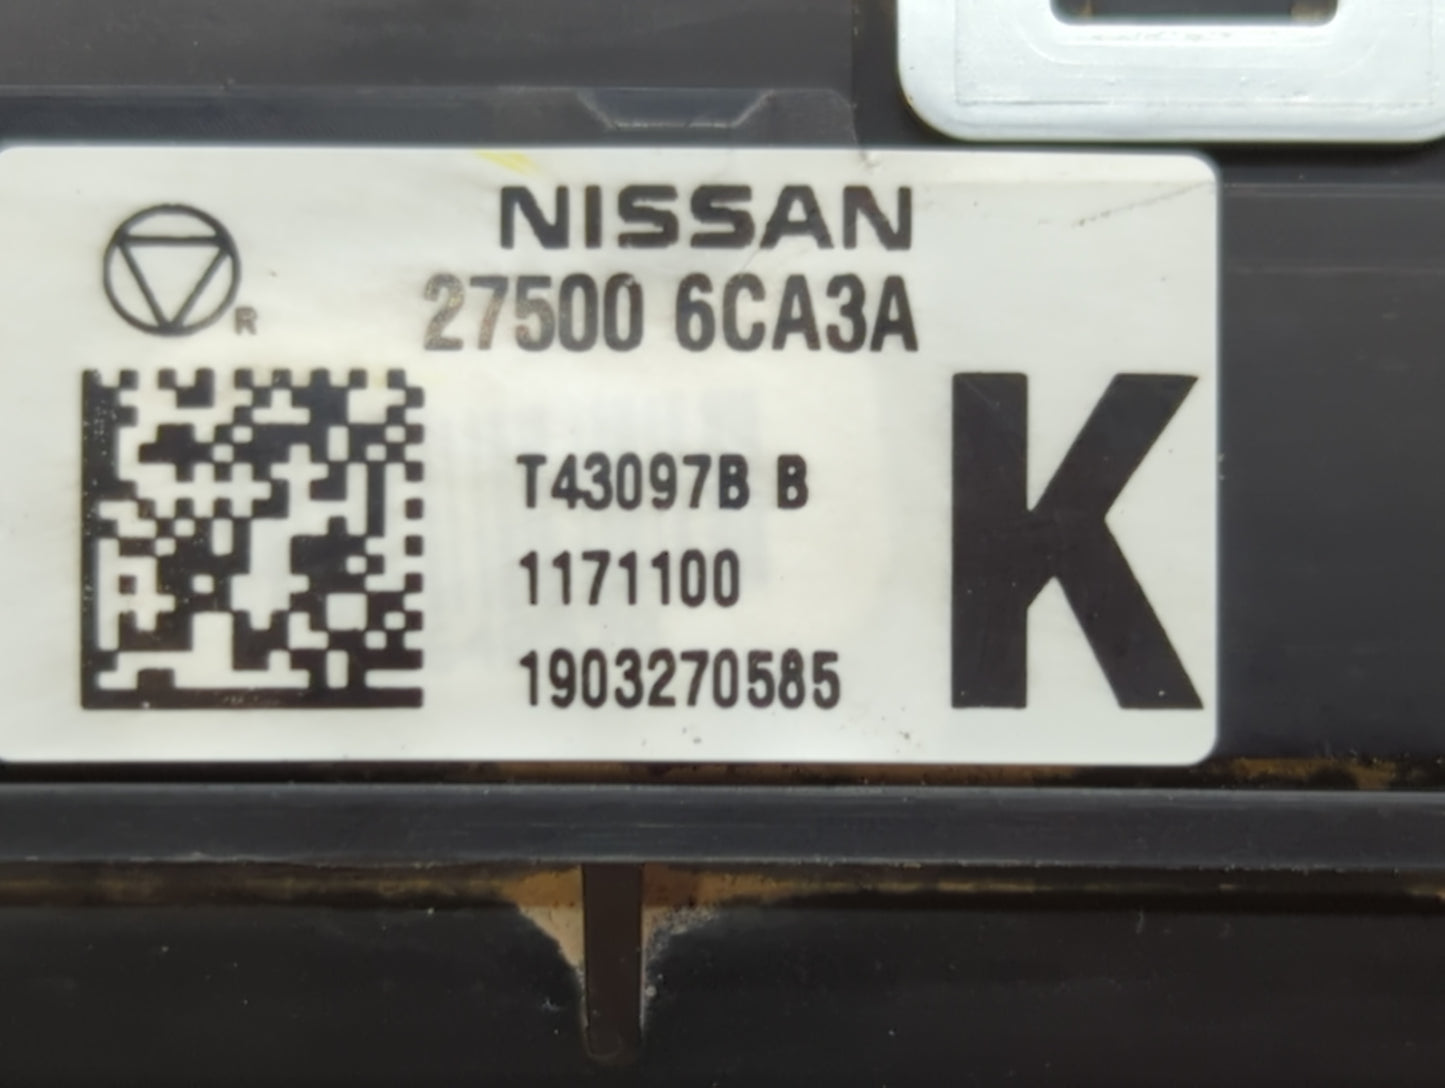 NISSAN
R
27500 6CA3A
K
T43097B B
1171100
1903270585